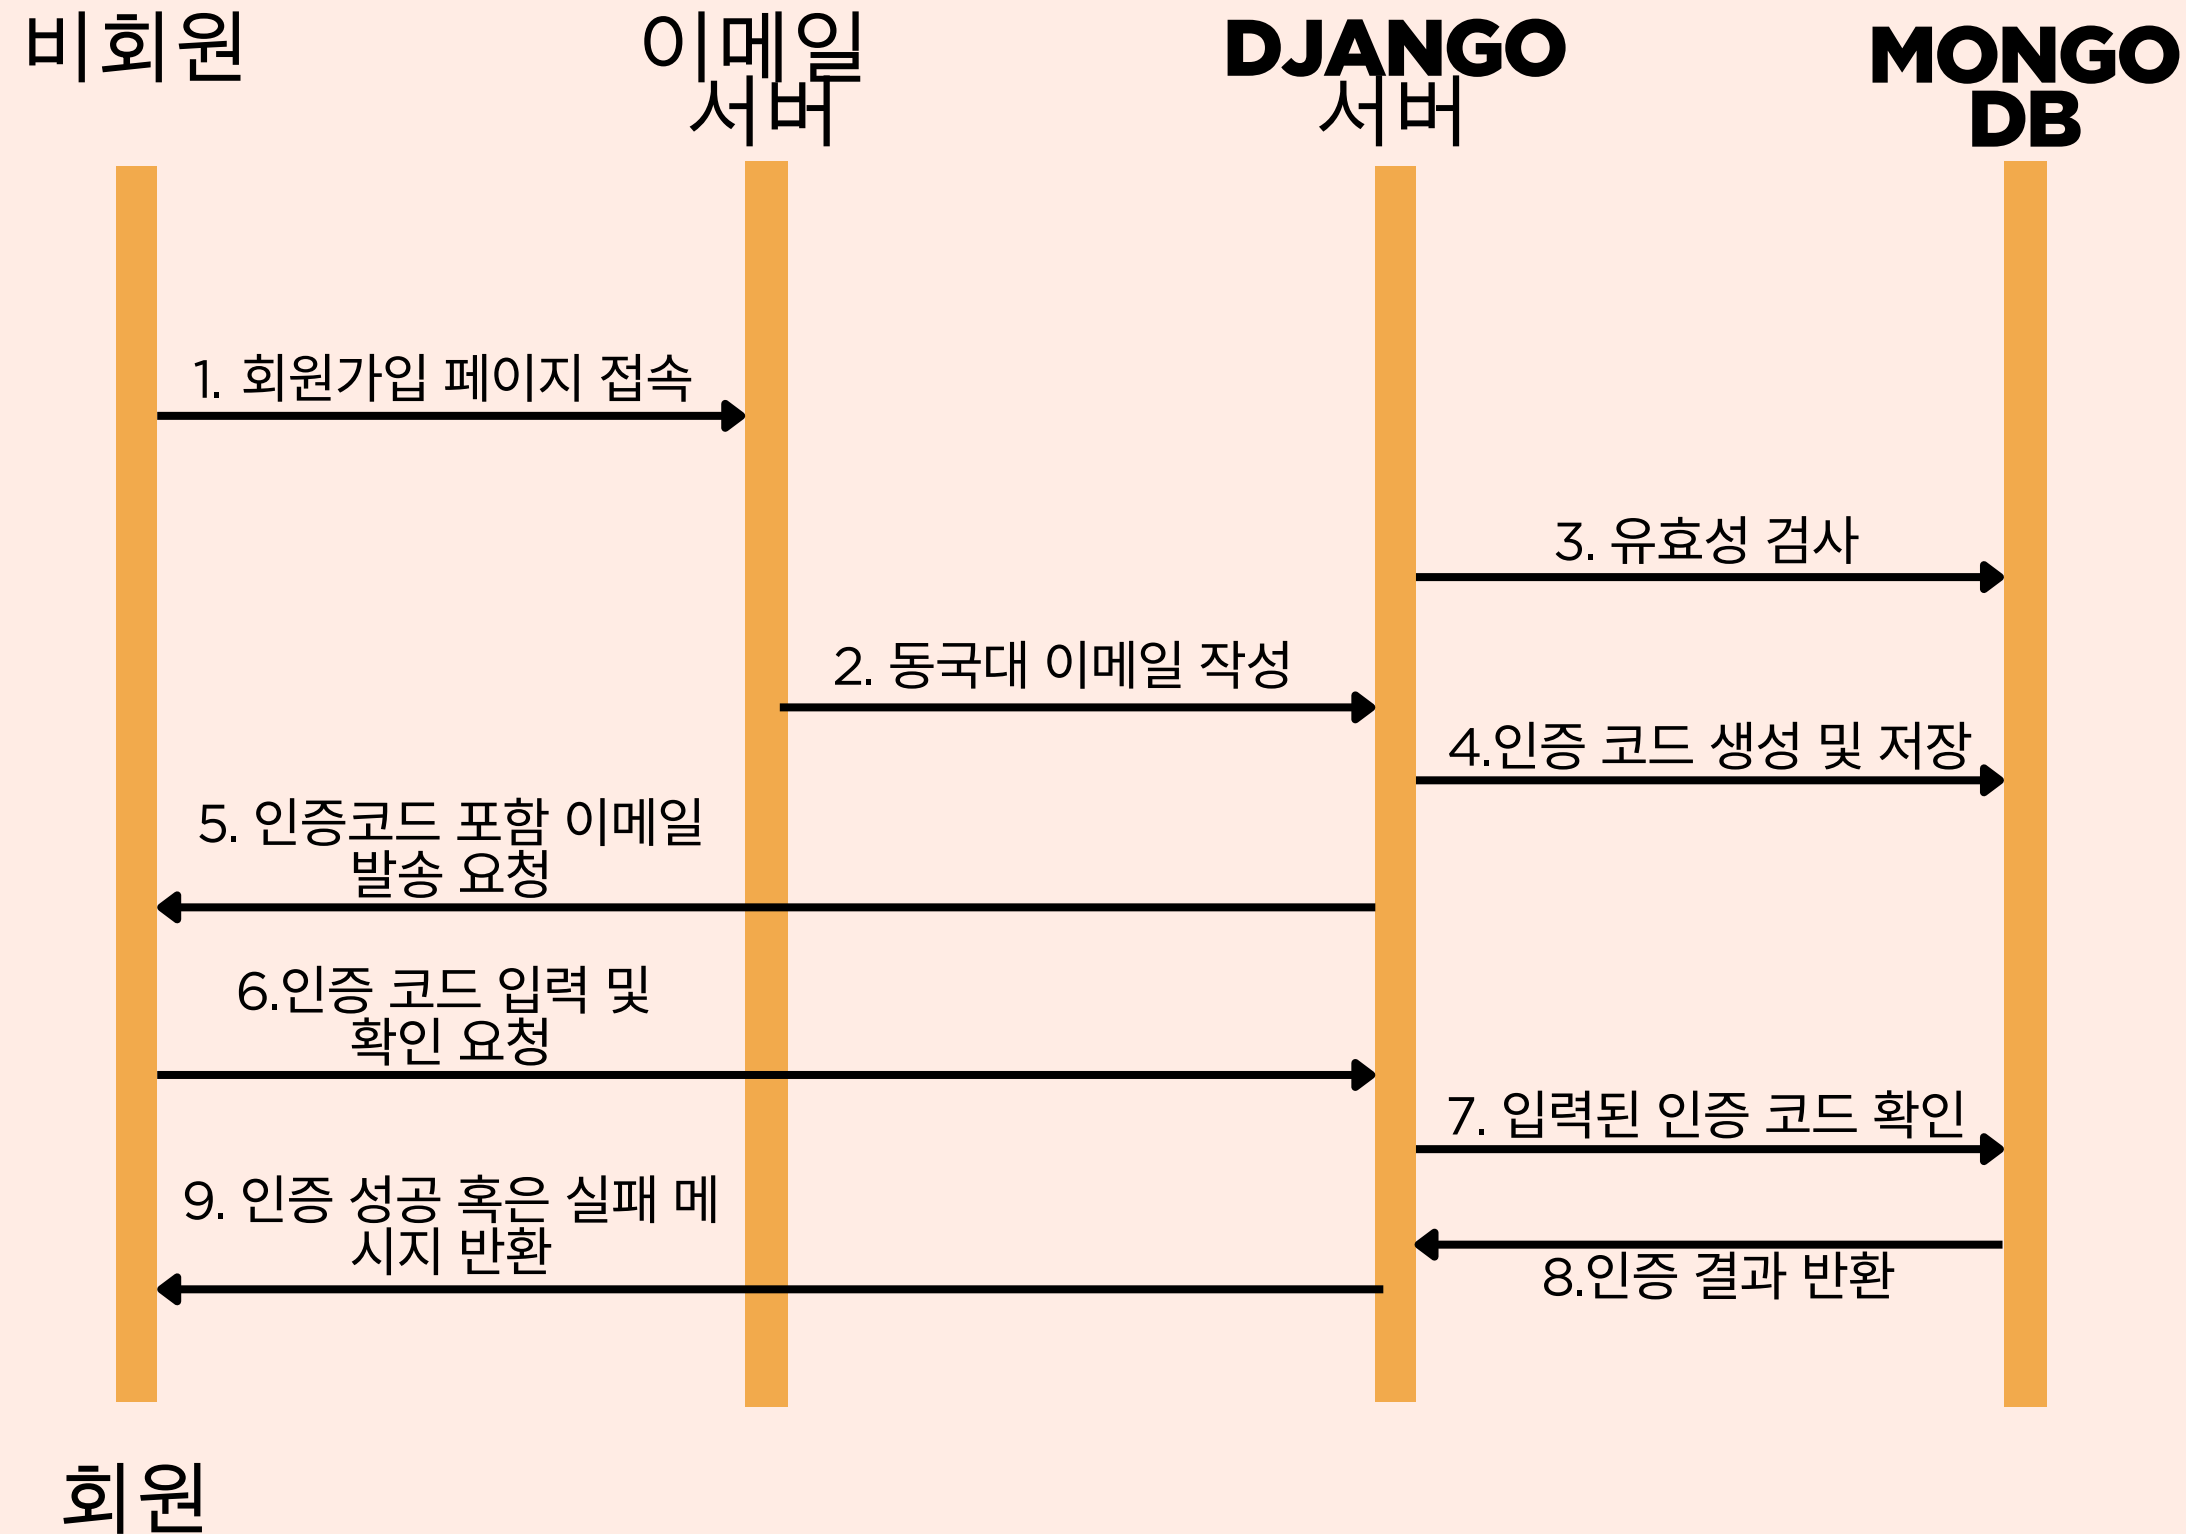 비회원
이메일
서버
DJANGO
서버
MONGO
DB
1. 회원가입 페이지 접속
3. 유효성 검사
2. 동국대 이메일 작성
4.인증 코드 생성 및 저장
5. 인증코드 포함 이메일
발송 요청
6.인증 코드 입력 및
확인 요청
7. 입력된 인증 코드 확인
9. 인증 성공 혹은 실패 메
시지 반환
8.인증 결과 반환
회원